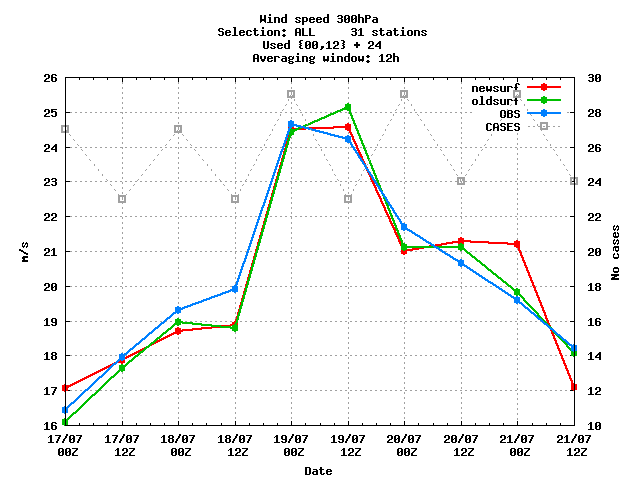 Wind speed 300hPa
Selection: ALL 31 stations
Used {00,12} + 24
Averaging window: 12h
newsurf
oldsurf
OBS
CASES
m/s
26
25
24
23
22
21
20
19
18
17
16
No cases
30
28
26
24
22
20
18
16
14
12
10
17/07 17/07 18/07 18/07 19/07 19/07 20/07 20/07 21/07 21/07
00Z 12Z 00Z 12Z 00Z 12Z 00Z 12Z 00Z 12Z
Date